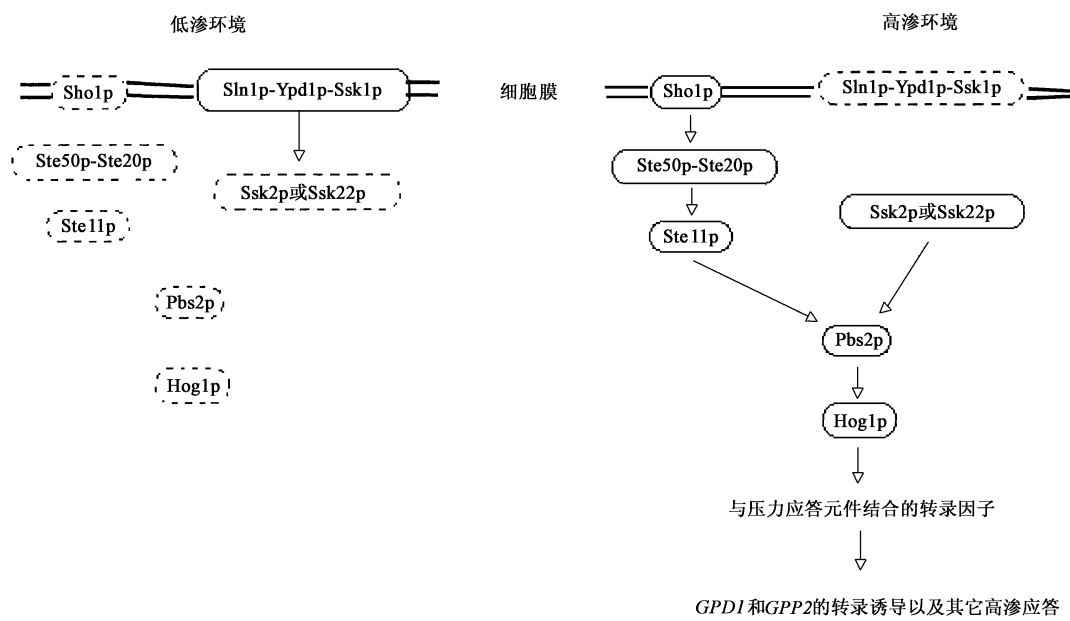 低渗环境
Sho1p
Sln1p-Ypd1p-Ssk1p
Ste50p-Ste20p
Ssk2p或Ssk22p
Ste11p
Pbs2p
Hog1p
细胞膜
高渗环境
Sho1p
Sln1p-Ypd1p-Ssk1p
Ste50p-Ste20p
Ssk2p或Ssk22p
Ste11p
Pbs2p
Hog1p
与压力应答元件结合的转录因子
GPD1和GPP2的转录诱导以及其它高渗应答